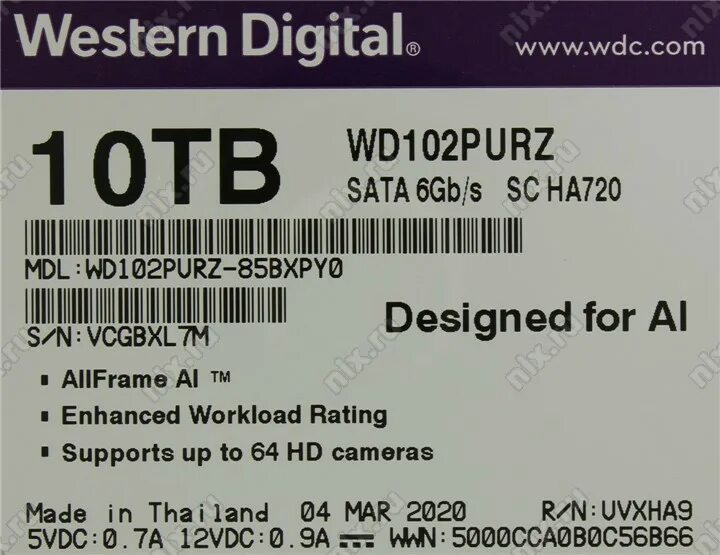 Western Digital® www.wdc.com
10TB WD102PURZ
SATA 6Gb/s SC HA720
MDL:WD102PURZ-85BXPY0
S/N:VCGBXL7M
Designed for AI
▪ AllFrame AI ™
▪ Enhanced Workload Rating
▪ Supports up to 64 HD cameras
Made in Thailand 04 MAR 2020 R/N:UVXHA9
5VDC:0.7A 12VDC:0.9A ⎓ WWN:5000CCA0B0C56B66
nix.ru